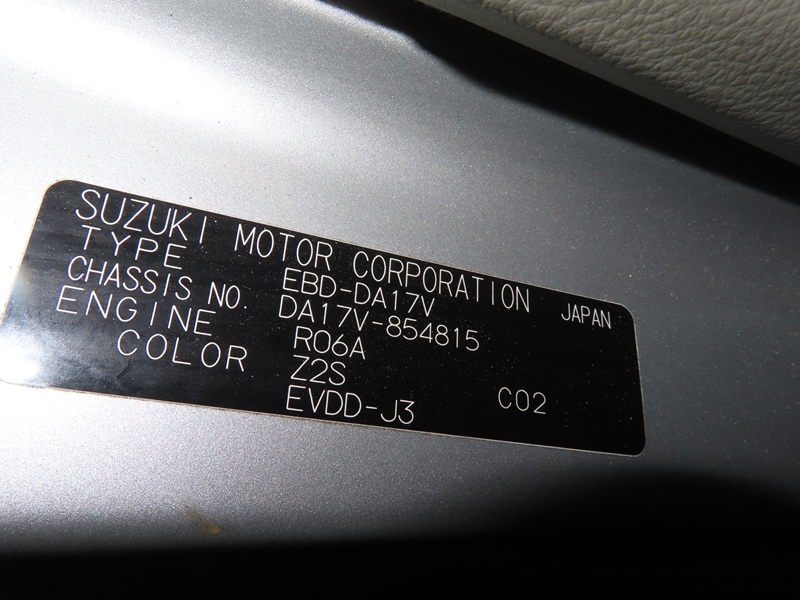 SUZUKI MOTOR CORPORATION JAPAN
TYPE EBD-DA17V
CHASSIS NO. DA17V-854815
ENGINE R06A
COLOR Z2S
EVDD-J3 C02